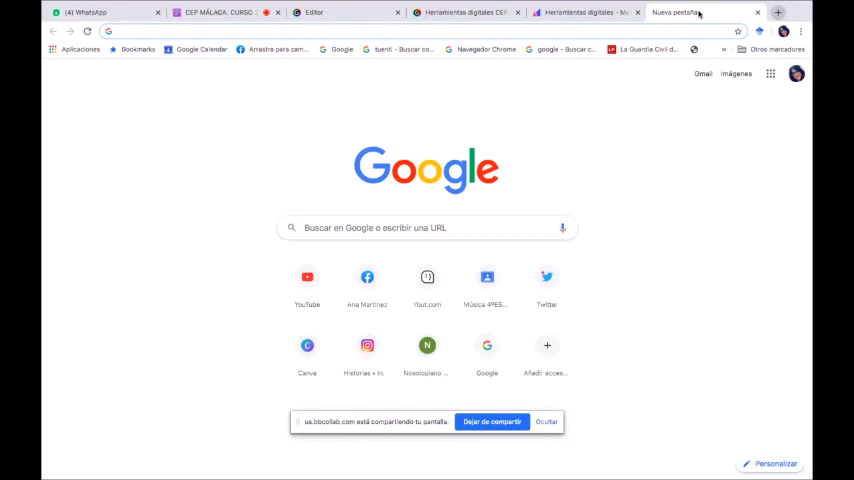 (4) WhatsApp
CEP MÁLAGA. CURSO 2
Editor
Herramientas digitales CEP
Herramientas digitales - M
Nueva pestaña
Aplicaciones
Bookmarks
Google Calendar
Arrastra para cam...
Google
tuenti - Buscar co...
Navegador Chrome
google - Buscar c...
La Guardia Civil d...
»
Otros marcadores
Gmail
Imágenes
Google
Buscar en Google o escribir una URL
YouTube
Ana Martínez
Yout.com
Música 4ºES...
Twitter
N
Canva
Historias • In.
Nosolopiano ...
Google
Añadir acces...
us.bbcollab.com está compartiendo tu pantalla.
Dejar de compartir
Ocultar
Personalizar